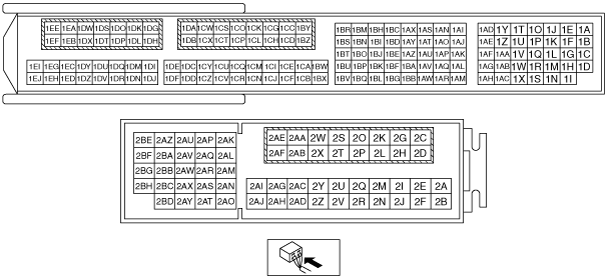 1EE 1EA 1DW 1DS 1DO 1DK 1DG
1EF 1EB 1DX 1DT 1DP 1DL 1DH
1EI 1EG 1EC 1DY 1DU 1DQ 1DM 1DI
1EJ 1EH 1ED 1DZ 1DV 1DR 1DN 1DJ
1DA 1CW 1CS 1CO 1CK 1CG 1CC 1BY
1DB 1CX 1CT 1CP 1CL 1CH 1CD 1BZ
1DE 1DC 1CY 1CU 1CQ 1CM 1CI 1CE 1CA 1BW
1DF 1DD 1CZ 1CV 1CR 1CN 1CJ 1CF 1CB 1BX
1BR 1BM 1BH 1BC 1AX 1AS 1AN 1AI
1BS 1BN 1BI 1BD 1AY 1AT 1AO 1AJ
1BT 1BO 1BJ 1BE 1AZ 1AU 1AP 1AK
1BU 1BP 1BK 1BF 1BA 1AV 1AQ 1AL
1BV 1BQ 1BL 1BG 1BB 1AW 1AR 1AM
1AD 1Y 1T 1O 1J 1E 1A
1AE 1Z 1U 1P 1K 1F 1B
1AF 1AA 1V 1Q 1L 1G 1C
1AG 1AB 1W 1R 1M 1H 1D
1AH 1AC 1X 1S 1N 1I
2BE 2AZ 2AU 2AP 2AK
2BF 2BA 2AV 2AQ 2AL
2BG 2BB 2AW 2AR 2AM
2BH 2BC 2AX 2AS 2AN
2BD 2AY 2AT 2AO
2AE 2AA 2W 2S 2O 2K 2G 2C
2AF 2AB 2X 2T 2P 2L 2H 2D
2AI 2AG 2AC 2Y 2U 2Q 2M 2I 2E 2A
2AJ 2AH 2AD 2Z 2V 2R 2N 2J 2F 2B